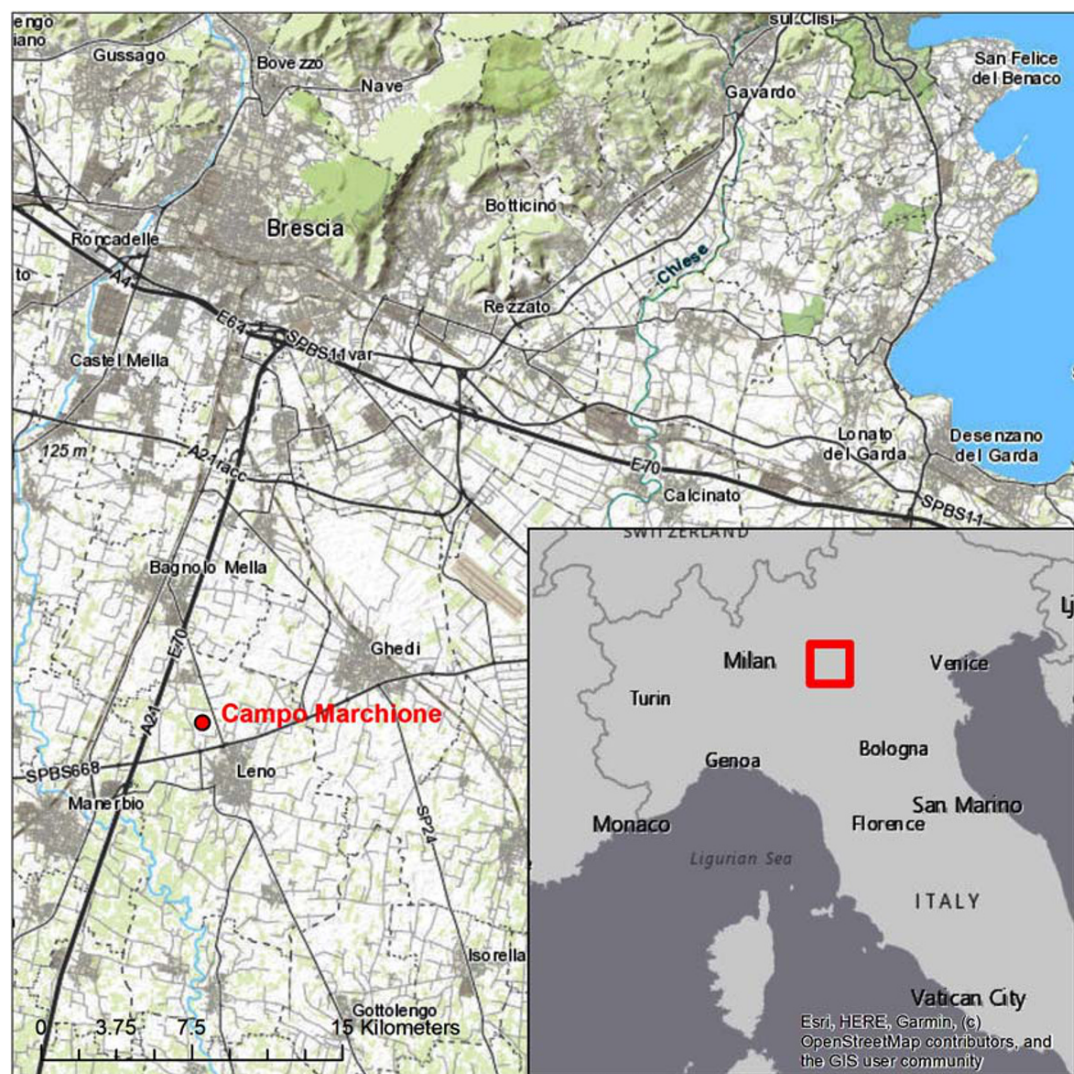 engo
iano
Gussago
Bovezzo
Nave
sul Clisi
Gavardo
San Felice
del Benaco
Botticino
Brescia
Roncadelle
to
A4
E64
SPBS11var
Chiese
Rezzato
Castel Mella
125 m
A21racc
Lonato
del Garda
Desenzano
del Garda
E70
Calcinato
SPBS11
Bagnolo Mella
E70
Ghedi
A21
Campo Marchione
SPBS668
Leno
Manerbio
SP24
Isorella
Gottolengo
0 3.75 7.5 15 Kilometers
SWITZERLAND
Lj
Milan
Venice
Turin
Genoa
Bologna
San Marino
Monaco
Florence
Ligurian Sea
ITALY
Vatican City
Esri, HERE, Garmin, (c)
OpenStreetMap contributors, and
the GIS user community